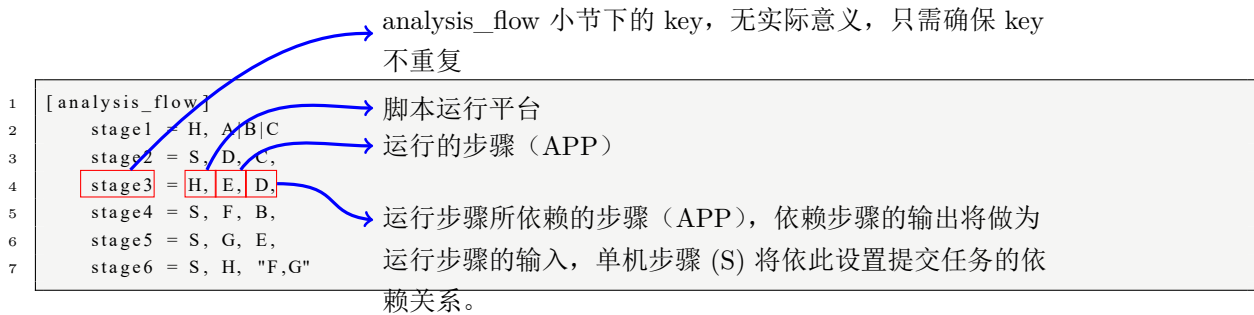 analysis_flow 小节下的 key，无实际意义，只需确保 key
不重复
1 [analysis_flow]
2 stage1 = H, A|B|C
3 stage2 = S, D, C,
4 stage3 = H, E, D,
5 stage4 = S, F, B,
6 stage5 = S, G, E,
7 stage6 = S, H, "F,G"
脚本运行平台
运行的步骤（APP）
运行步骤所依赖的步骤（APP），依赖步骤的输出将做为
运行步骤的输入，单机步骤 (S) 将依此设置提交任务的依
赖关系。